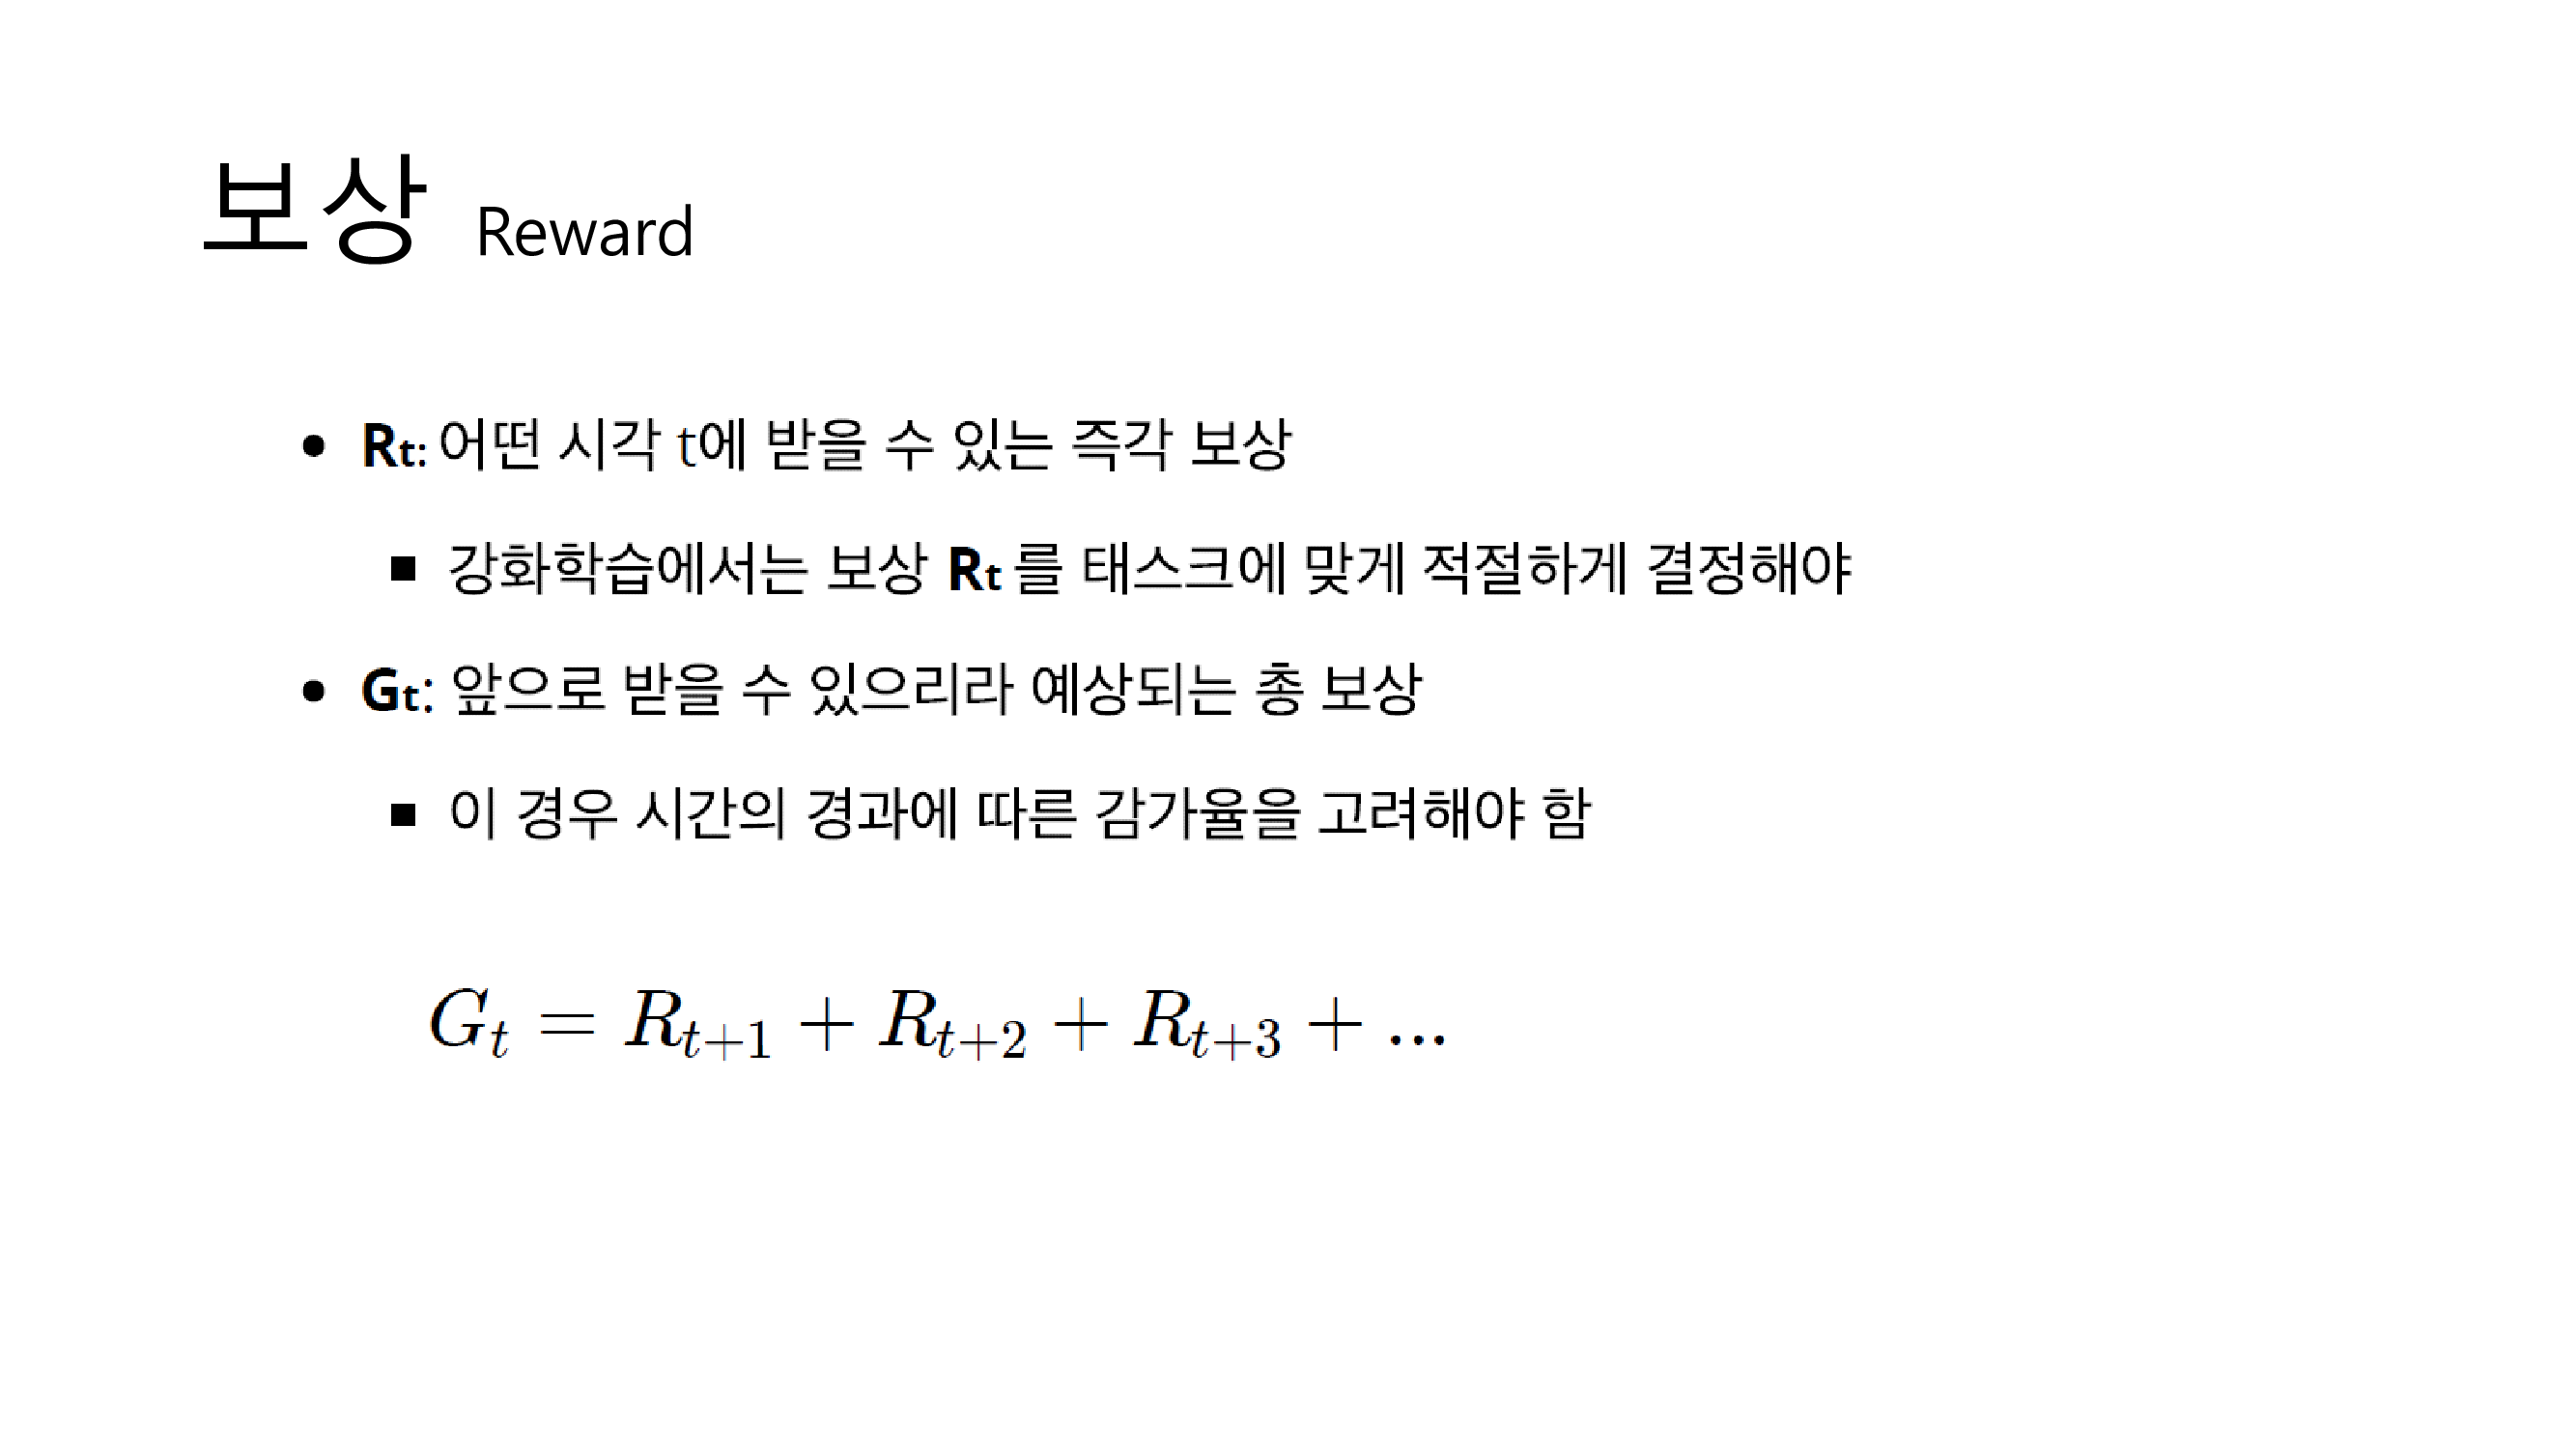 보상 Reward
• Rt: 어떤 시각 t에 받을 수 있는 즉각 보상
▪ 강화학습에서는 보상 Rt 를 태스크에 맞게 적절하게 결정해야
• Gt: 앞으로 받을 수 있으리라 예상되는 총 보상
▪ 이 경우 시간의 경과에 따른 감가율을 고려해야 함
G_t = R_{t+1} + R_{t+2} + R_{t+3} + ...